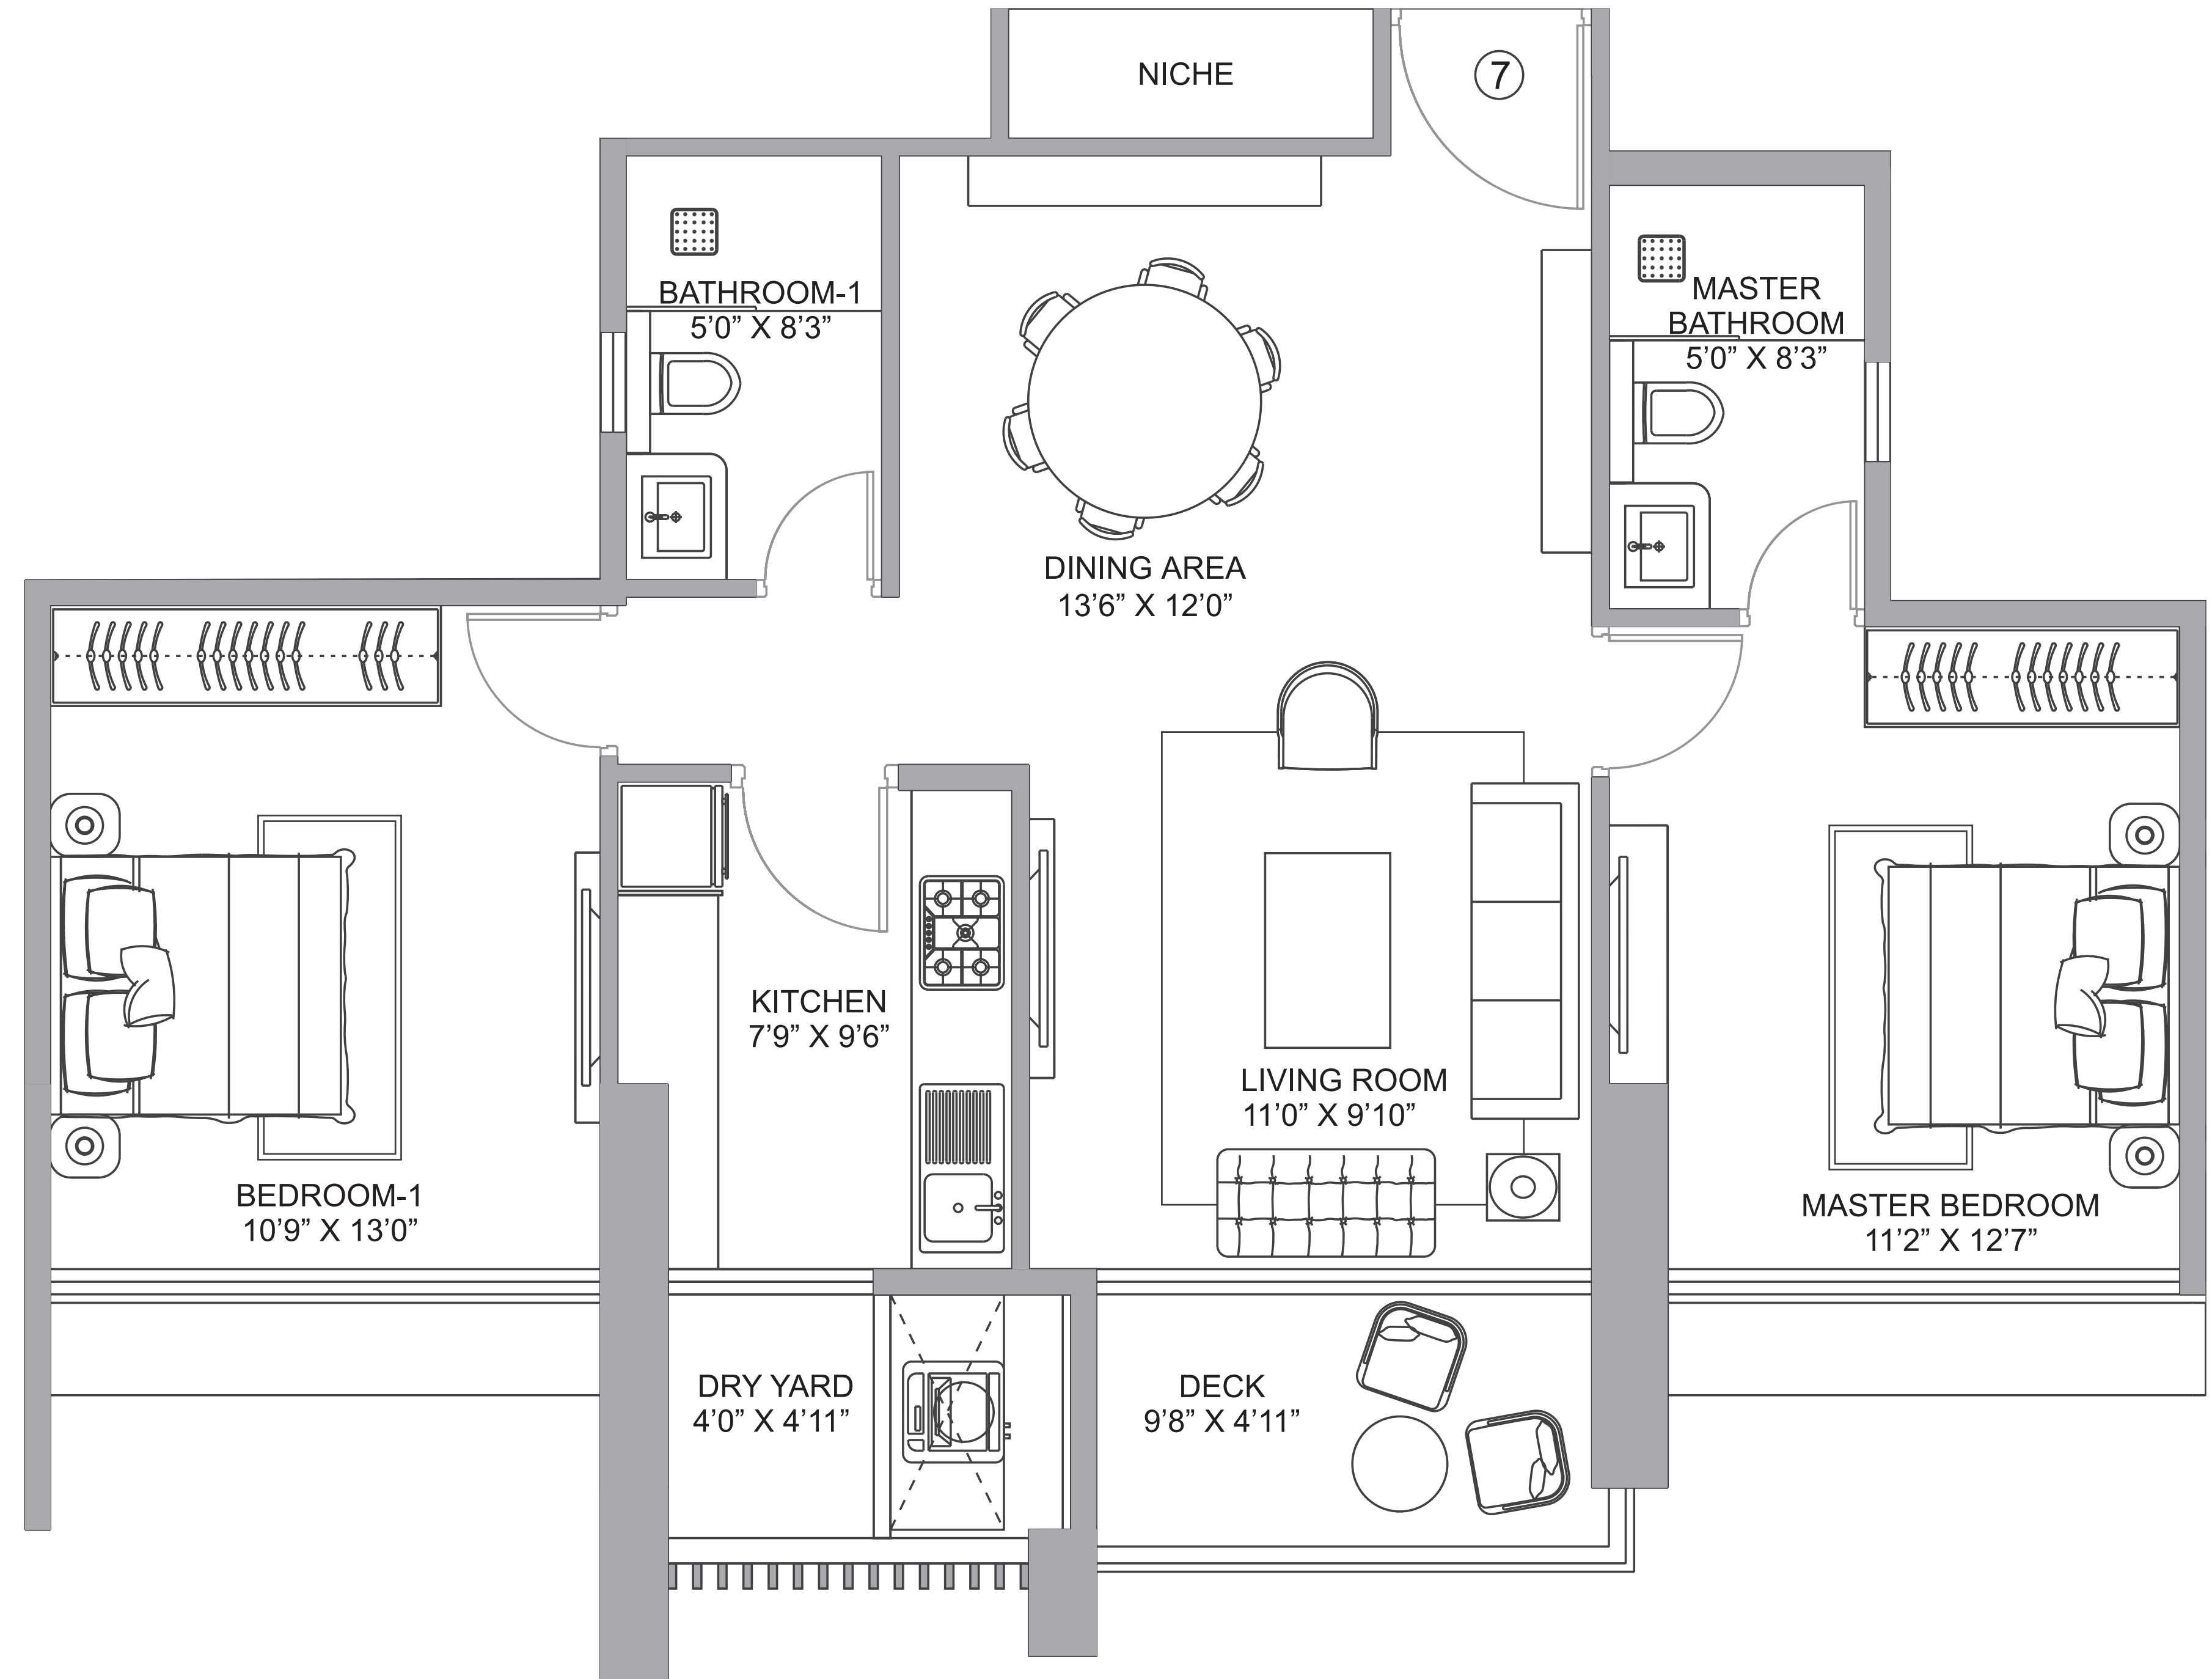 NICHE
7
BATHROOM-1
5’0” X 8’3”
MASTER
BATHROOM
5’0” X 8’3”
DINING AREA
13’6” X 12’0”
KITCHEN
7’9” X 9’6”
LIVING ROOM
11’0” X 9’10”
BEDROOM-1
10’9” X 13’0”
MASTER BEDROOM
11’2” X 12’7”
DRY YARD
4’0” X 4’11”
DECK
9’8” X 4’11”